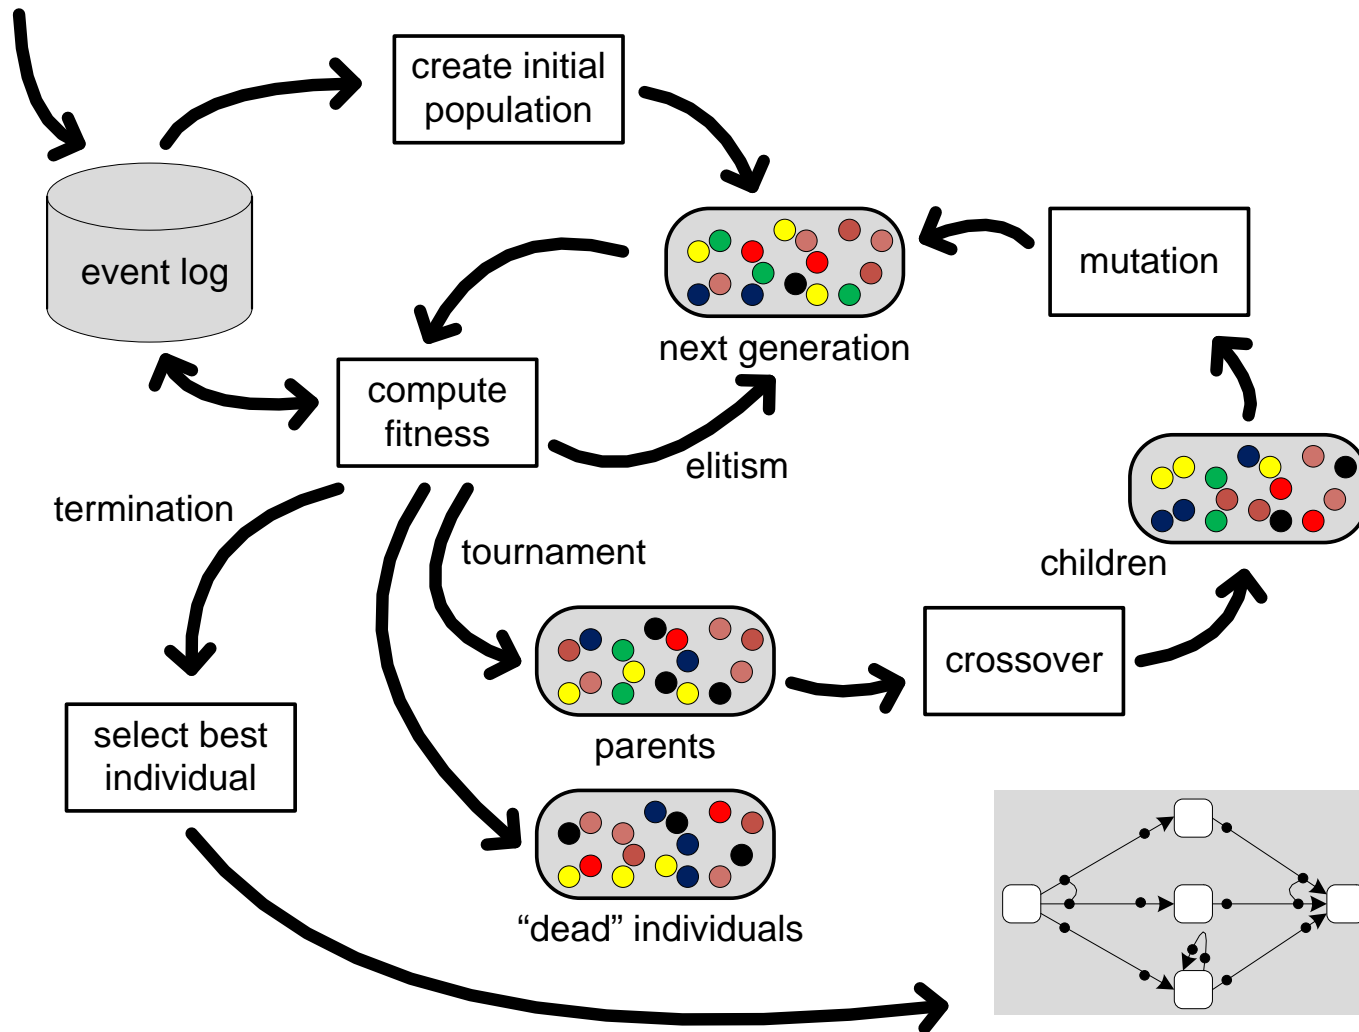 create initial
population
event log
mutation
next generation
compute
fitness
elitism
termination
tournament
children
crossover
select best
individual
parents
“dead” individuals